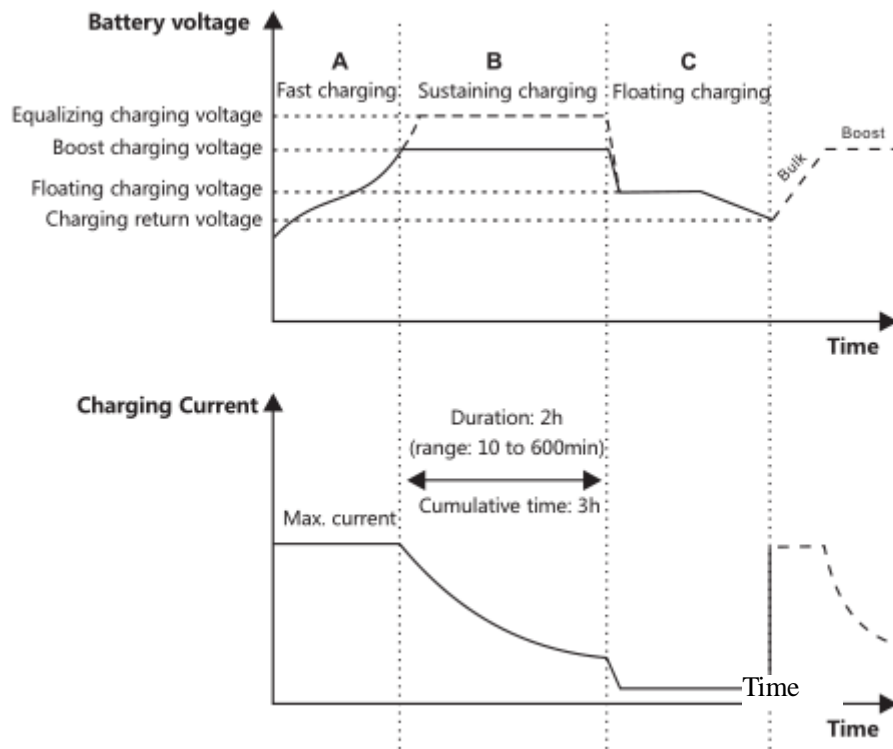 Battery voltage
A
B
C
Fast charging
Sustaining charging
Floating charging
Equalizing charging voltage
Boost charging voltage
Floating charging voltage
Charging return voltage
Bulk
Boost
Time
Charging Current
Duration: 2h
(range: 10 to 600min)
Cumulative time: 3h
Max. current
Time
Time